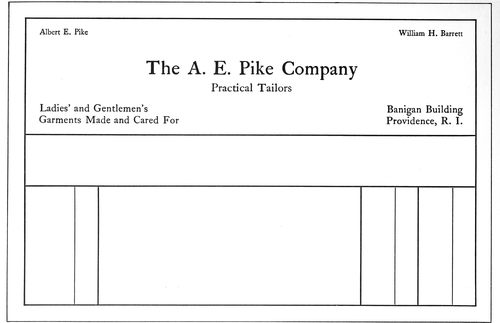 Albert E. Pike
William H. Barrett
The A. E. Pike Company
Practical Tailors
Ladies' and Gentlemen's
Garments Made and Cared For
Banigan Building
Providence, R. I.